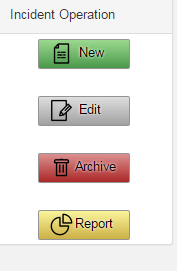 Incident Operation
New
Edit
Archive
Report